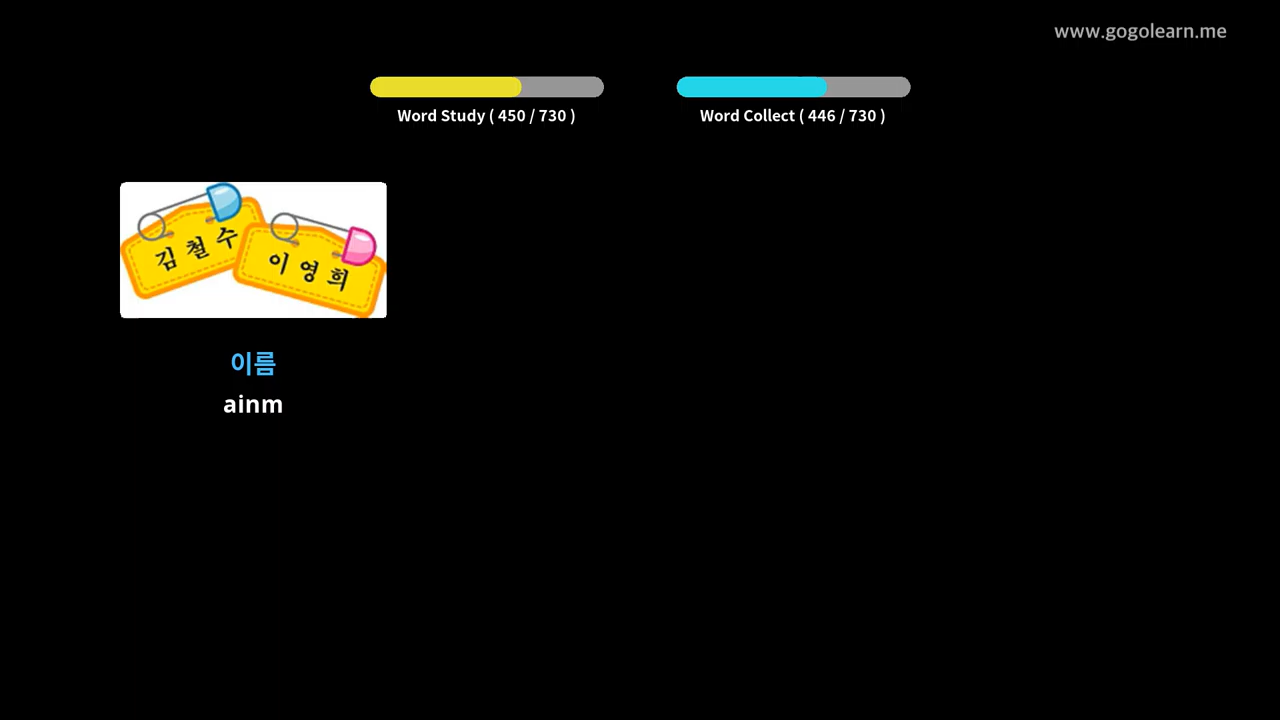 www.gogolearn.me
Word Study ( 450 / 730 )
Word Collect ( 446 / 730 )
김철수
이영희
이름
ainm